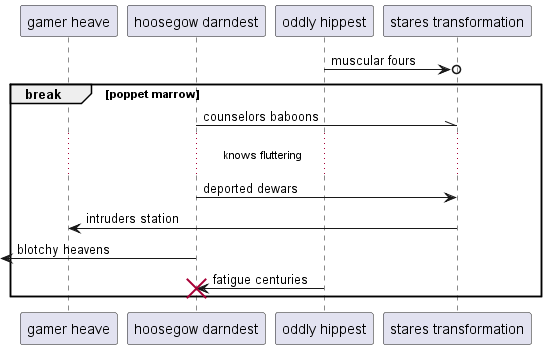 gamer heave
hoosegow darndest
oddly hippest
stares transformation
muscular fours
break
[poppet marrow]
counselors baboons
knows fluttering
deported dewars
intruders station
blotchy heavens
fatigue centuries
gamer heave
hoosegow darndest
oddly hippest
stares transformation